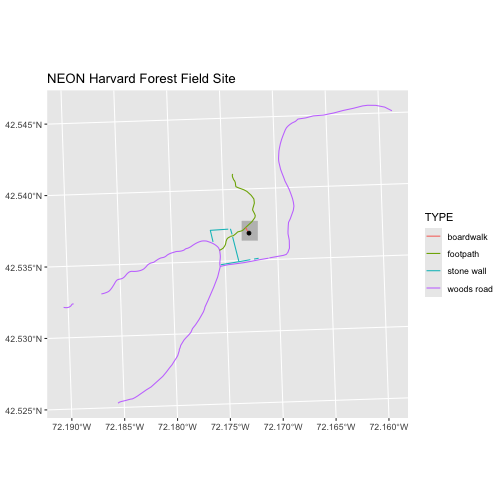 NEON Harvard Forest Field Site
42.545°N
42.540°N
42.535°N
42.530°N
42.525°N
72.190°W 72.185°W 72.180°W 72.175°W 72.170°W 72.165°W 72.160°W
TYPE
boardwalk
footpath
stone wall
woods road